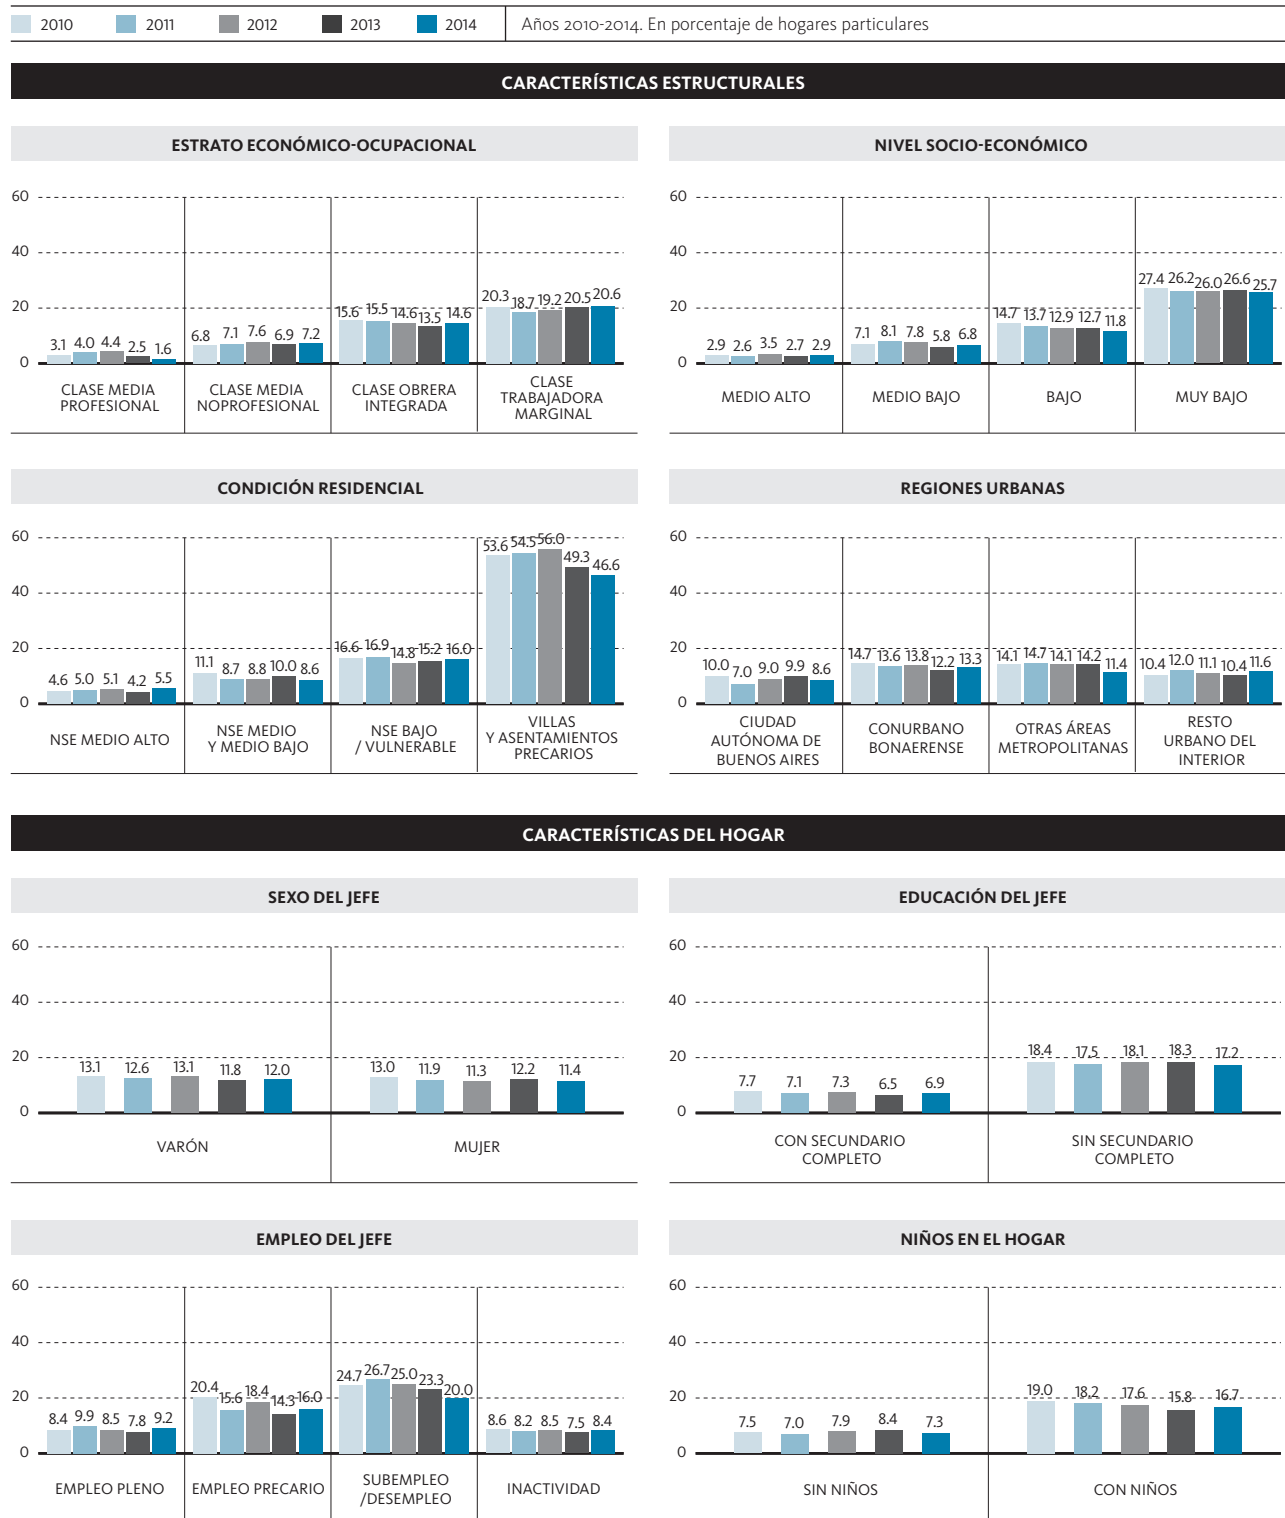 2010 2011 2012 2013 2014 Años 2010-2014. En porcentaje de hogares particulares
CARACTERÍSTICAS ESTRUCTURALES
ESTRATO ECONÓMICO-OCUPACIONAL
60
40
20
0
3.1 4.0 4.4 2.5 1.6
6.8 7.1 7.6 6.9 7.2
15.6 15.5 14.6 13.5 14.6
20.3 18.7 19.2 20.5 20.6
CLASE MEDIA
PROFESIONAL
CLASE MEDIA
NOPROFESIONAL
CLASE OBRERA
INTEGRADA
CLASE
TRABAJADORA
MARGINAL
NIVEL SOCIO-ECONÓMICO
60
40
20
0
2.9 2.6 3.5 2.7 2.9
7.1 8.1 7.8 5.8 6.8
14.7 13.7 12.9 12.7 11.8
27.4 26.2 26.0 26.6 25.7
MEDIO ALTO
MEDIO BAJO
BAJO
MUY BAJO
CONDICIÓN RESIDENCIAL
60
40
20
0
4.6 5.0 5.1 4.2 5.5
11.1 8.7 8.8 10.0 8.6
16.6 16.9 14.8 15.2 16.0
53.6 54.5 56.0 49.3 46.6
NSE MEDIO ALTO
NSE MEDIO
Y MEDIO BAJO
NSE BAJO
/ VULNERABLE
VILLAS
Y ASENTAMIENTOS
PRECARIOS
REGIONES URBANAS
60
40
20
0
10.0 7.0 9.0 9.9 8.6
14.7 13.6 13.8 12.2 13.3
14.1 14.7 14.1 14.2 11.4
10.4 12.0 11.1 10.4 11.6
CIUDAD
AUTÓNOMA DE
BUENOS AIRES
CONURBANO
BONAERENSE
OTRAS ÁREAS
METROPOLITANAS
RESTO
URBANO DEL
INTERIOR
CARACTERÍSTICAS DEL HOGAR
SEXO DEL JEFE
60
40
20
0
13.1 12.6 13.1 11.8 12.0
13.0 11.9 11.3 12.2 11.4
VARÓN
MUJER
EDUCACIÓN DEL JEFE
60
40
20
0
7.7 7.1 7.3 6.5 6.9
18.4 17.5 18.1 18.3 17.2
CON SECUNDARIO
COMPLETO
SIN SECUNDARIO
COMPLETO
EMPLEO DEL JEFE
60
40
20
0
8.4 9.9 8.5 7.8 9.2
20.4 15.6 18.4 14.3 16.0
24.7 26.7 25.0 23.3 20.0
8.6 8.2 8.5 7.5 8.4
EMPLEO PLENO
EMPLEO PRECARIO
SUBEMPLEO
/DESEMPLEO
INACTIVIDAD
NIÑOS EN EL HOGAR
60
40
20
0
7.5 7.0 7.9 8.4 7.3
19.0 18.2 17.6 15.8 16.7
SIN NIÑOS
CON NIÑOS